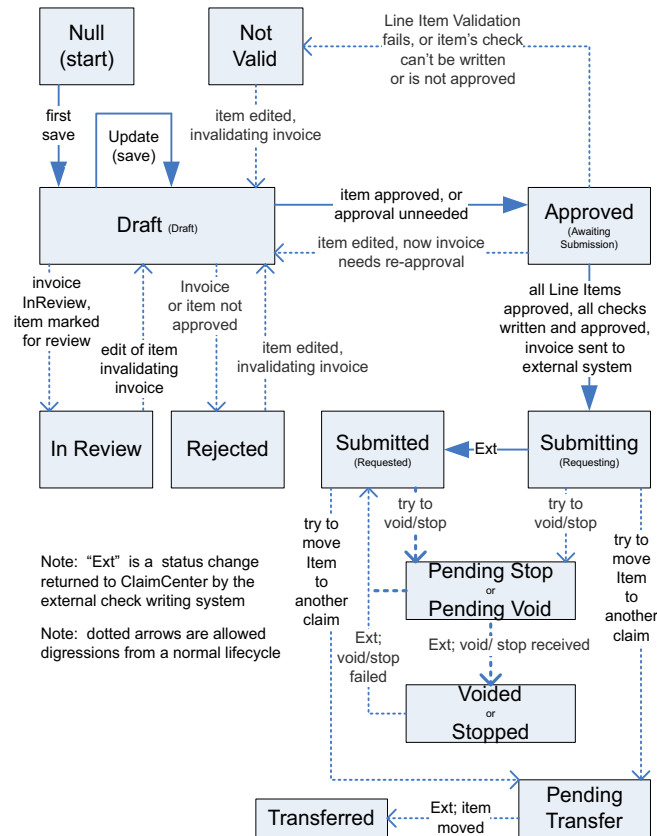 Null
(start)
Not
Valid
Line Item Validation
fails, or item's check
can't be written
or is not approved
first
save
Update
(save)
item edited,
invalidating invoice
Draft (Draft)
item approved, or
approval unneeded
Approved
(Awaiting
Submission)
item edited, now invoice
needs re-approval
invoice
InReview,
item marked
for review
edit of item
invalidating
invoice
Invoice
or item not
approved
item edited,
invalidating invoice
all Line Items
approved, all checks
written and approved,
invoice sent to
external system
In Review
Rejected
Submitted
(Requested)
Ext
Submitting
(Requesting)
try to
move
Item
to
another
claim
try to
void/stop
try to
void/stop
try to
move
Item
to
another
claim
Note: "Ext" is a status change
returned to ClaimCenter by the
external check writing system
Note: dotted arrows are allowed
digressions from a normal lifecycle
Pending Stop
or
Pending Void
Ext;
void/stop
failed
Ext; void/ stop received
Voided
or
Stopped
Pending
Transfer
Ext; item
moved
Transferred